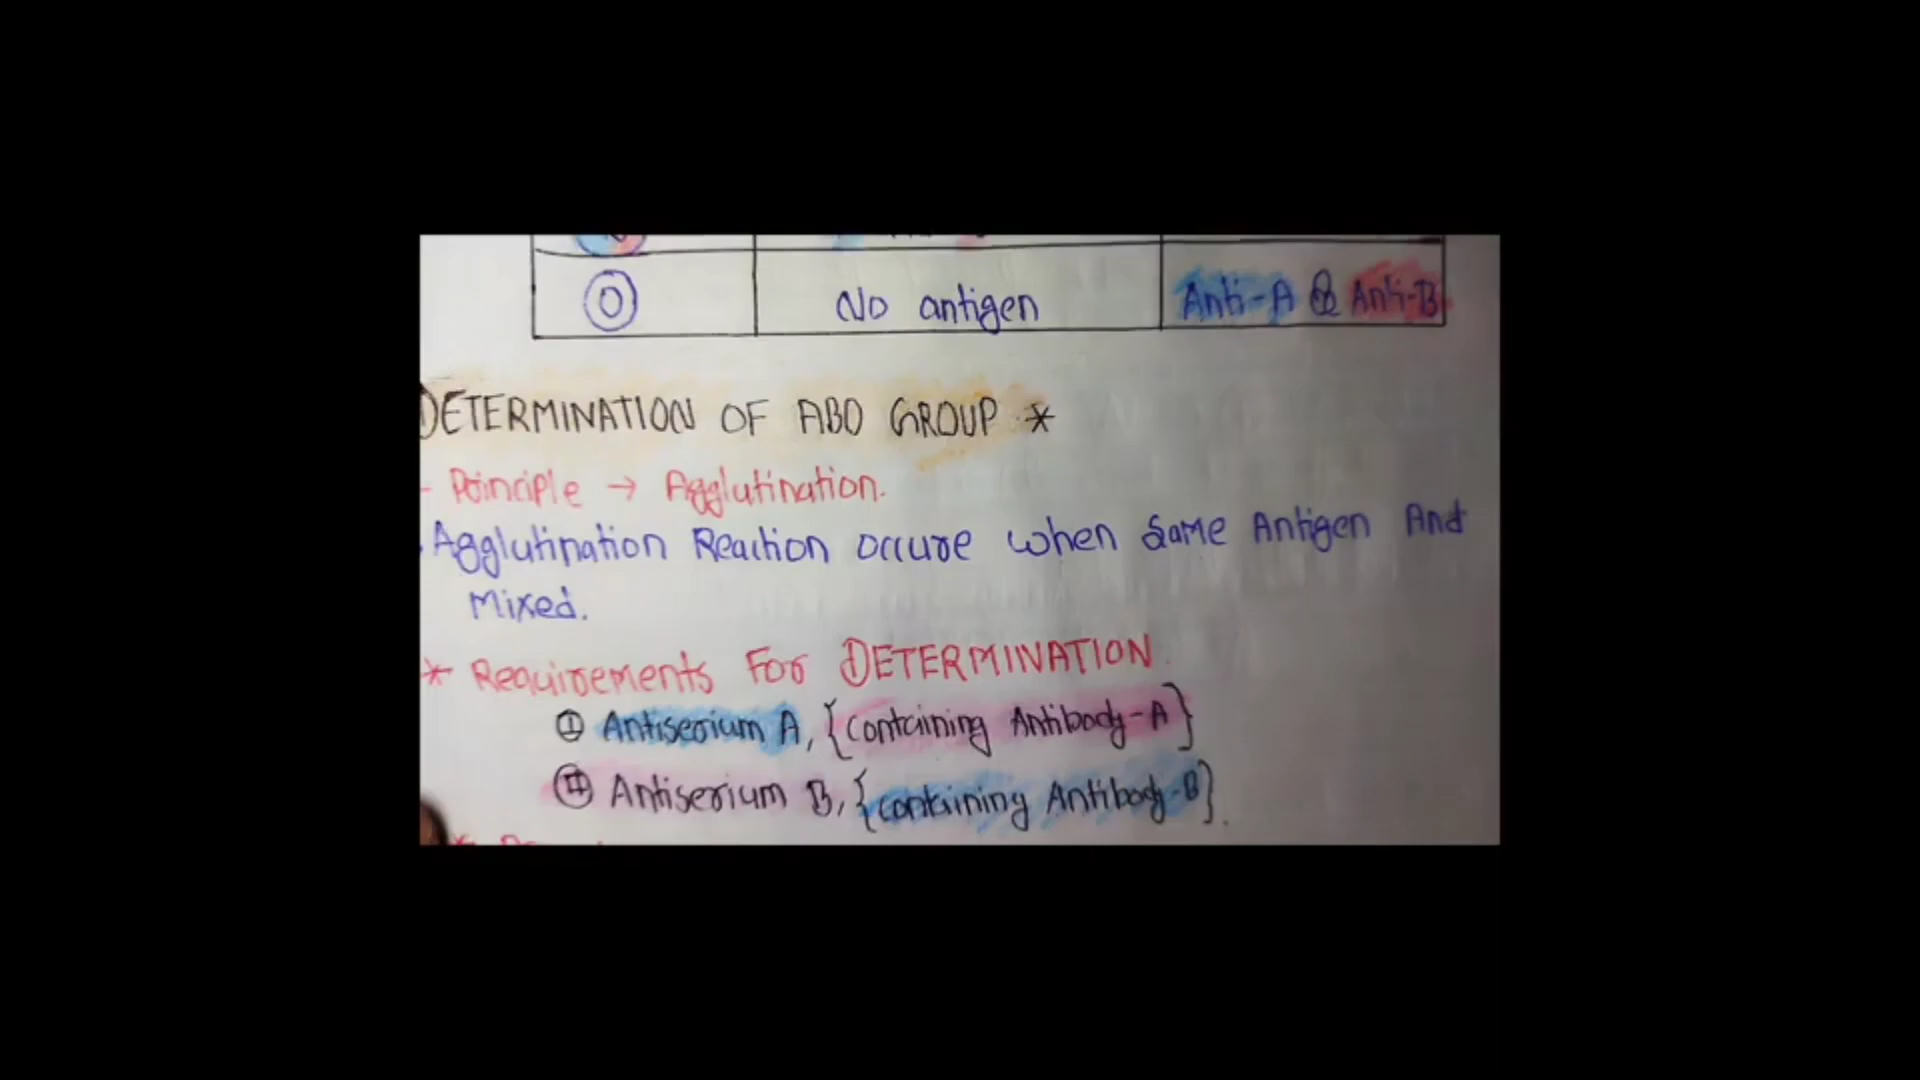 O No antigen Anti-A & Anti-B
DETERMINATION OF ABO GROUP *
- Principle → Agglutination.
Agglutination Reaction occure when Same Antigen And
Mixed.
* Requirements For DETERMINATION.
① Antiserium A, {containing Antibody-A}
② Antiserium B, {containing Antibody-B}.